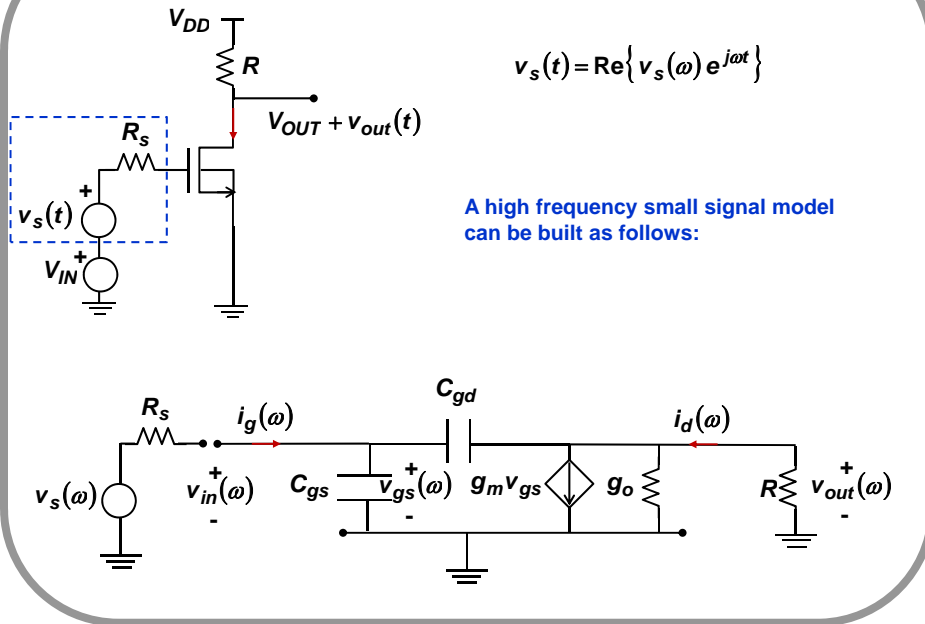 V_DD
R
v_s(t) = Re{ v_s(ω) e^{jωt} }
V_OUT + v_out(t)
R_s
+
v_s(t)
+
V_IN
A high frequency small signal model
can be built as follows:
C_gd
R_s
i_g(ω)
i_d(ω)
v_s(ω)
+
v_in(ω)
-
C_gs
+
v_gs(ω)
-
g_m v_gs
g_o
R
+
v_out(ω)
-